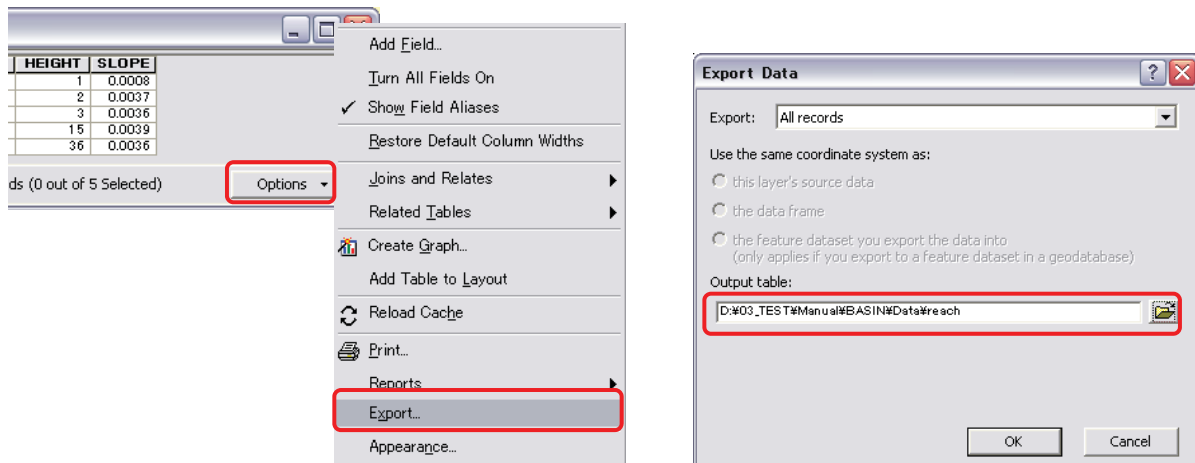 HEIGHT SLOPE
1 0.0008
2 0.0037
3 0.0036
15 0.0039
36 0.0036
ds (0 out of 5 Selected)
Options
Add Field...
Turn All Fields On
Show Field Aliases
Restore Default Column Widths
Joins and Relates
Related Tables
Create Graph...
Add Table to Layout
Reload Cache
Print...
Reports
Export...
Appearance...
Export Data
Export: All records
Use the same coordinate system as:
this layer's source data
the data frame
the feature dataset you export the data into
(only applies if you export to a feature dataset in a geodatabase)
Output table:
D:¥03_TEST¥Manual¥BASIN¥Data¥reach
OK Cancel